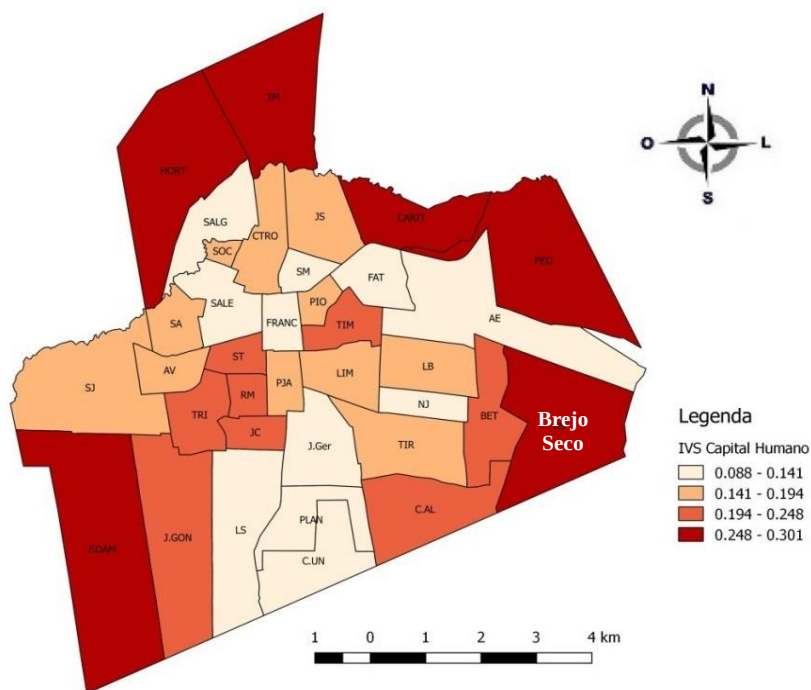 JM
HORT
N
O
L
S
SALG
CTRO
JS
CARIT
PED
SOC
SM
FAT
SALE
PIO
AE
SA
FRANC
TIM
ST
AV
LIM
LB
SJ
RM
PJA
NJ
TRI
JC
BET
Brejo
Seco
J.Ger
TIR
F.DAM
J.GON
LS
PLAN
C.AL
C.UN
Legenda
IVS Capital Humano
0.088 - 0.141
0.141 - 0.194
0.194 - 0.248
0.248 - 0.301
1 0 1 2 3 4 km